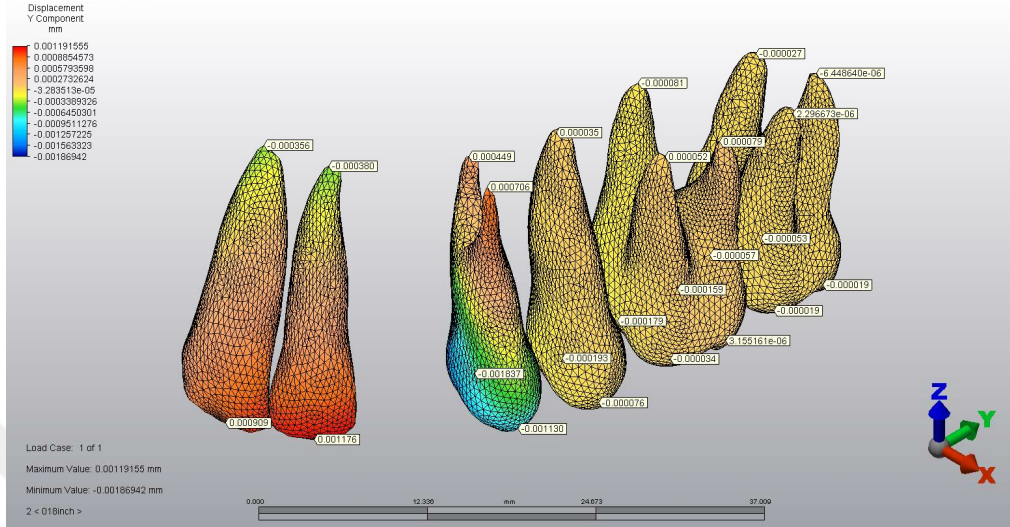 Displacement
Y Component
mm
0.001191555
0.0008854573
0.0005793598
0.0002732624
-3.283513e-05
-0.0003389326
-0.0006450301
-0.0009511276
-0.001257225
-0.001563323
-0.00186942
-0.000027
-6.448640e-06
-0.000081
2.296673e-06
0.000035
0.000079
-0.000356
0.000449
0.000052
-0.000380
0.000706
-0.000053
-0.000057
-0.000159
-0.000019
-0.000019
-0.000179
3.155161e-06
-0.000193
-0.000034
-0.001837
-0.000076
0.000909
-0.001130
0.001176
Z
Y
X
Load Case: 1 of 1
Maximum Value: 0.00119155 mm
Minimum Value: -0.00186942 mm
2 < 018inch >
0.000 12.336 mm 24.673 37.009